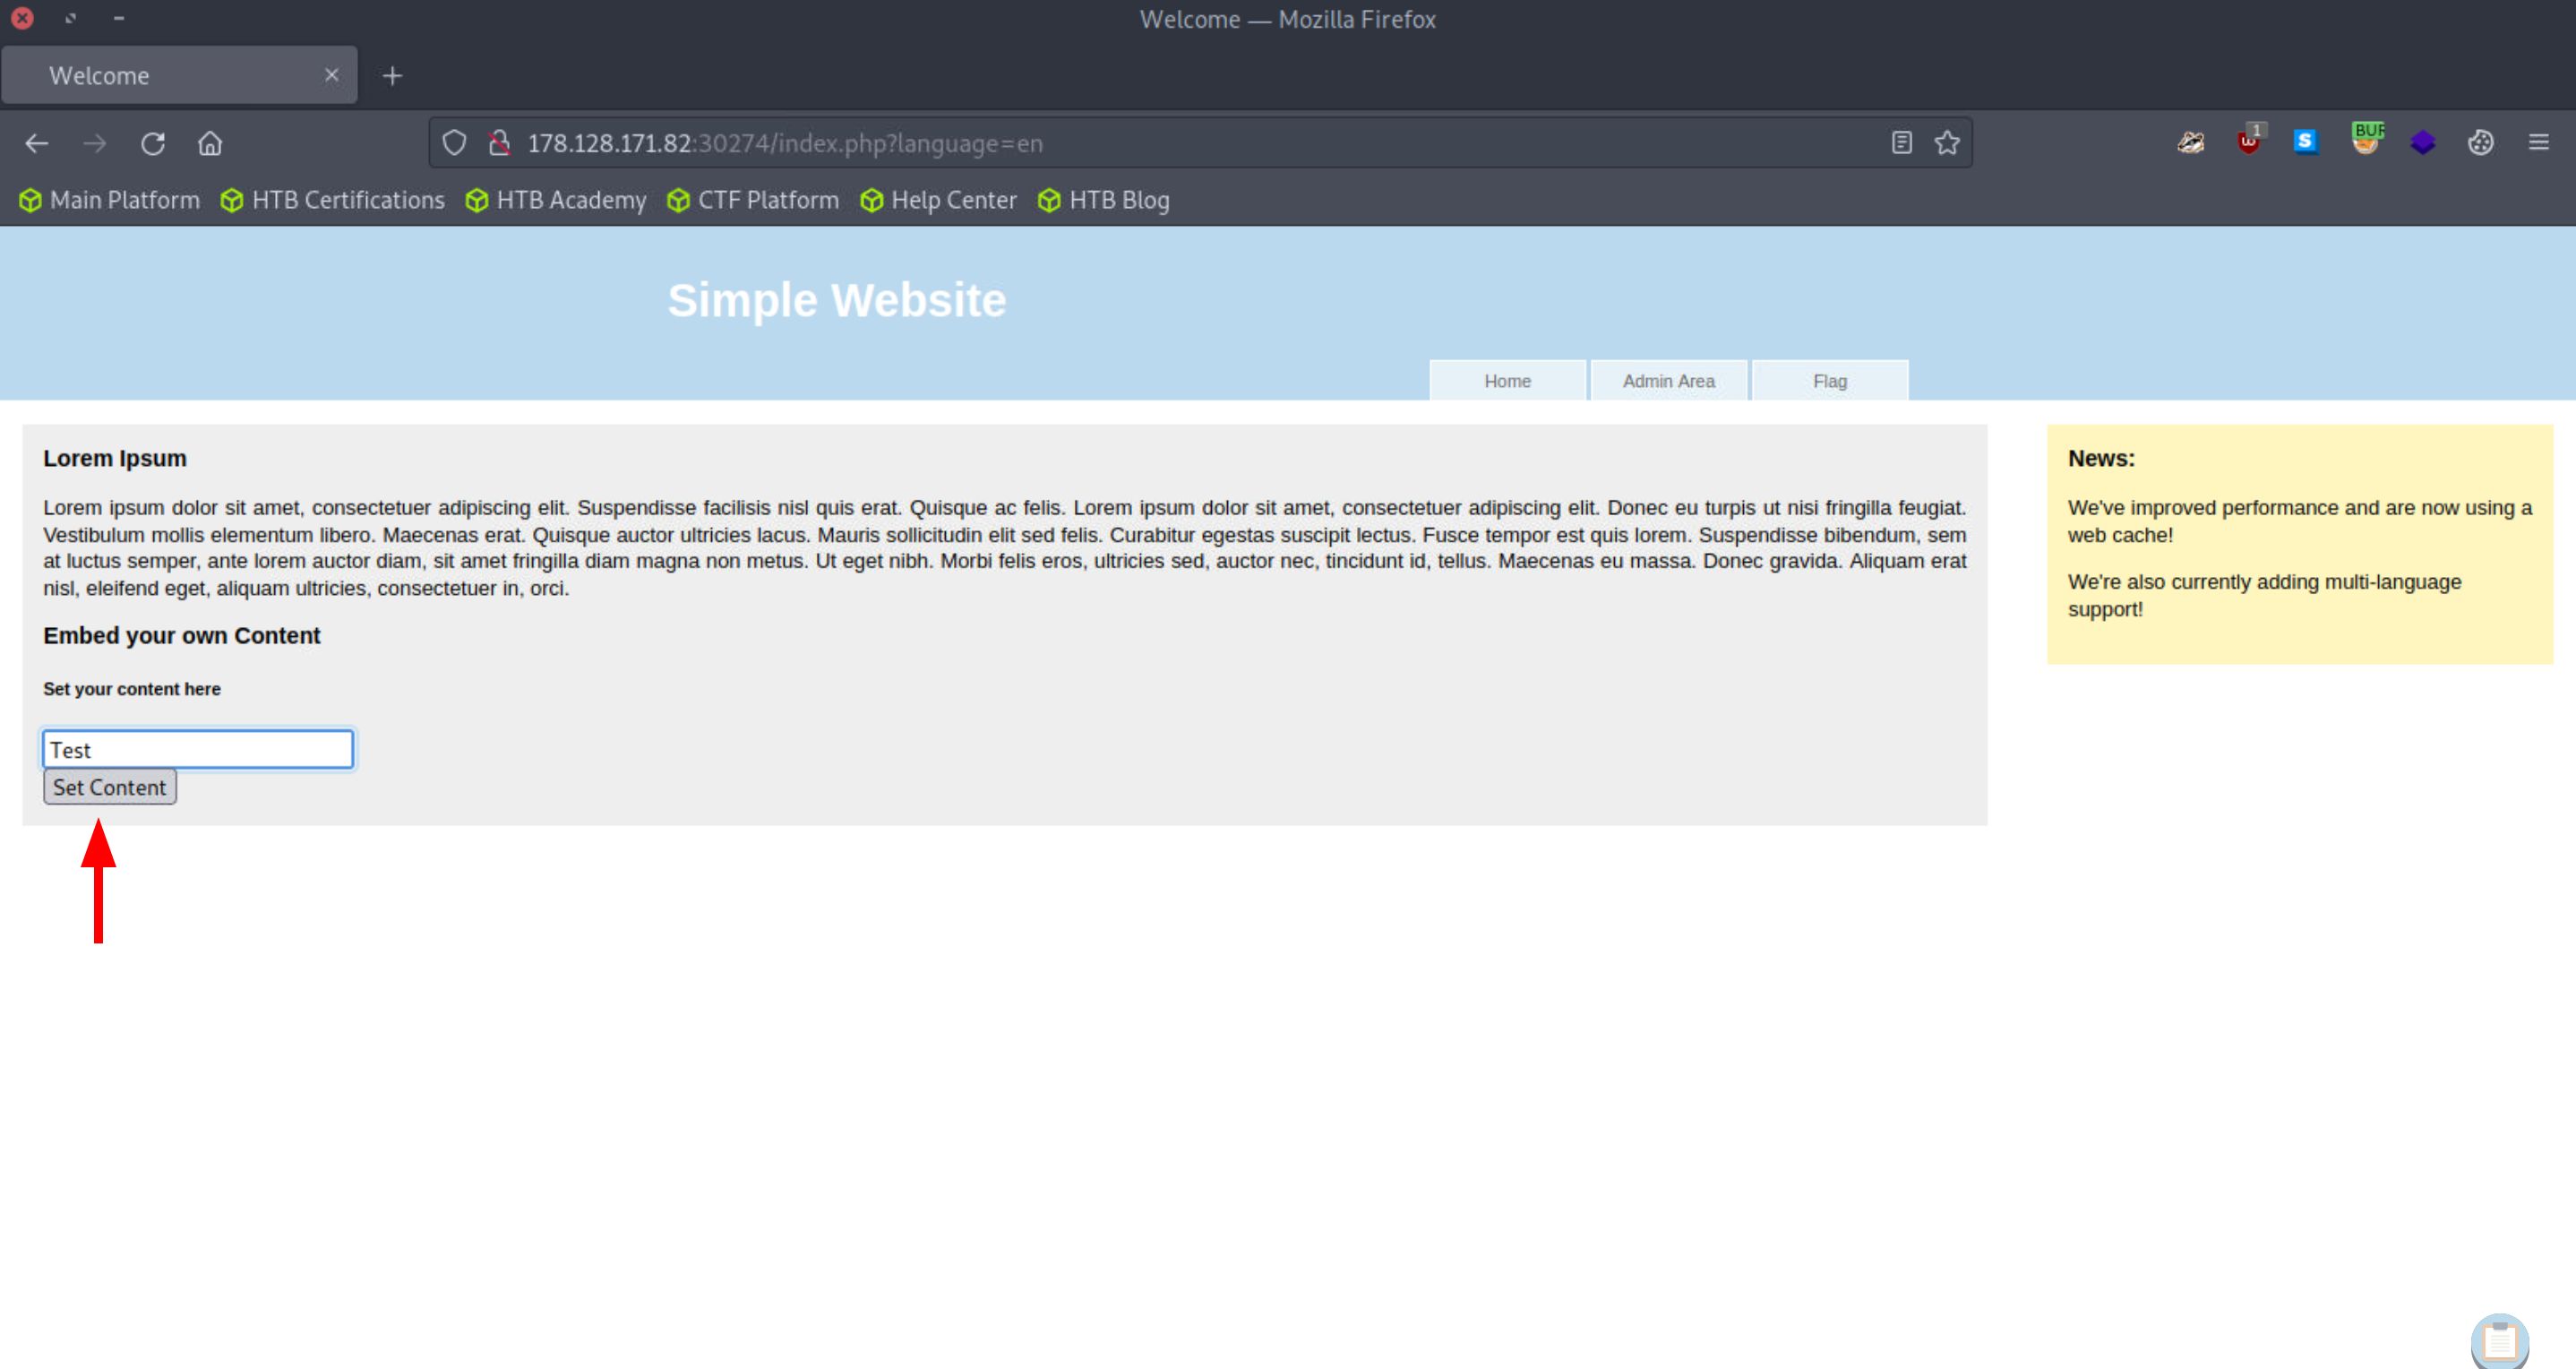 Welcome — Mozilla Firefox
Welcome
178.128.171.82:30274/index.php?language=en
1
S
BUR
Main Platform HTB Certifications HTB Academy CTF Platform Help Center HTB Blog
Simple Website
Home Admin Area Flag
Lorem Ipsum
Lorem ipsum dolor sit amet, consectetuer adipiscing elit. Suspendisse facilisis nisl quis erat. Quisque ac felis. Lorem ipsum dolor sit amet, consectetuer adipiscing elit. Donec eu turpis ut nisi fringilla feugiat.
Vestibulum mollis elementum libero. Maecenas erat. Quisque auctor ultricies lacus. Mauris sollicitudin elit sed felis. Curabitur egestas suscipit lectus. Fusce tempor est quis lorem. Suspendisse bibendum, sem
at luctus semper, ante lorem auctor diam, sit amet fringilla diam magna non metus. Ut eget nibh. Morbi felis eros, ultricies sed, auctor nec, tincidunt id, tellus. Maecenas eu massa. Donec gravida. Aliquam erat
nisl, eleifend eget, aliquam ultricies, consectetuer in, orci.
Embed your own Content
Set your content here
Test
Set Content
News:
We've improved performance and are now using a
web cache!
We're also currently adding multi-language
support!